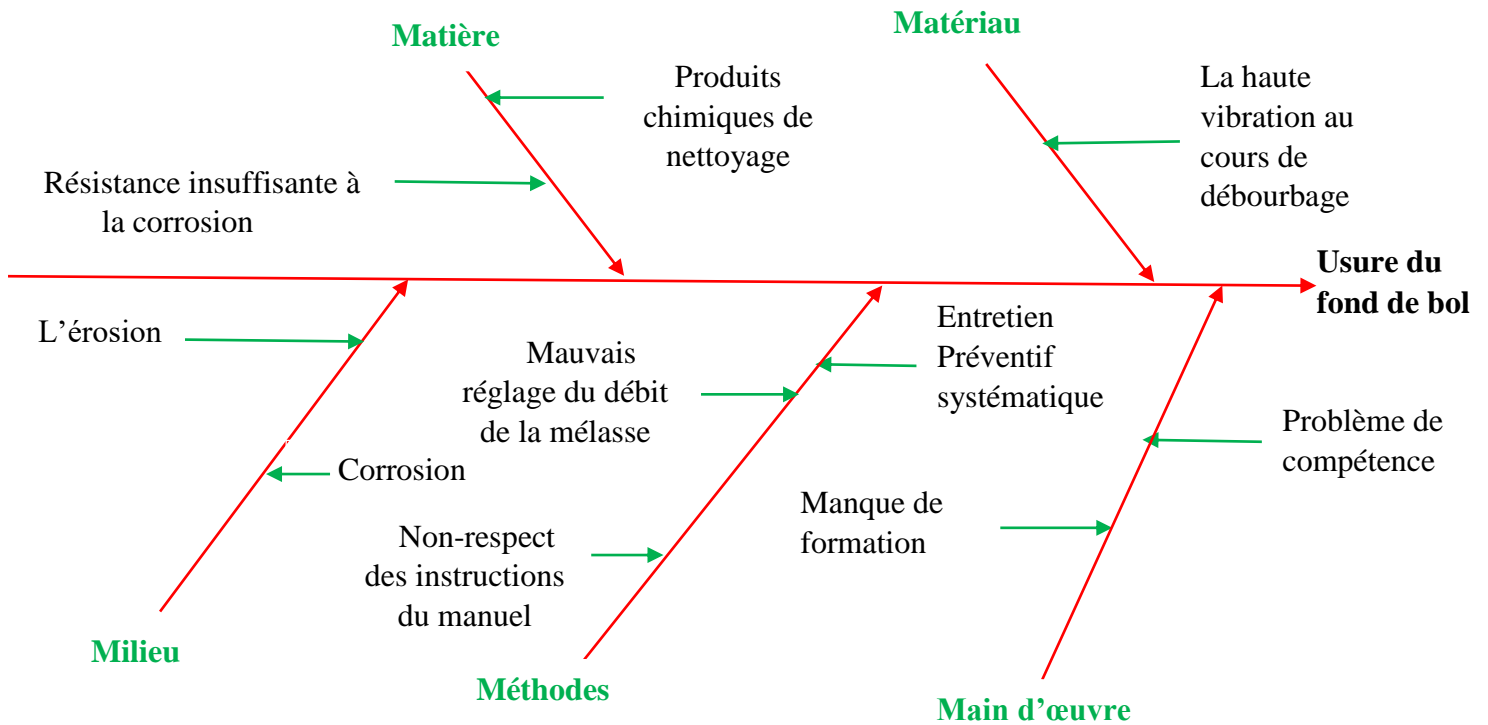 Matière
Matériau
Produits
chimiques de
nettoyage
La haute
vibration au
cours de
débourbage
Résistance insuffisante à
la corrosion
Usure du
fond de bol
L’érosion
Mauvais
réglage du débit
de la mélasse
Entretien
Préventif
systématique
Problème de
compétence
Corrosion
Manque de
formation
Non-respect
des instructions
du manuel
Milieu
Méthodes
Main d’œuvre